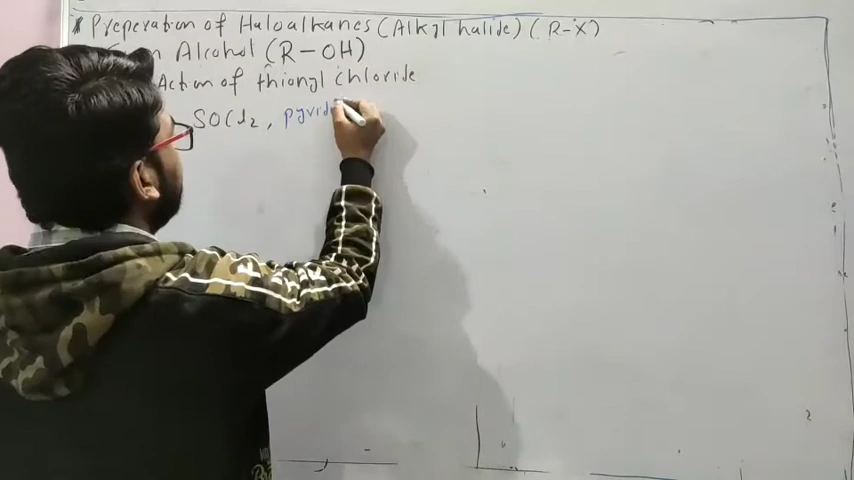 * Preperation of Haloalkanes (Alkyl halide) (R-X)
Alcohol (R-OH)
Action of thionyl chloride
SOCl2, pyrid